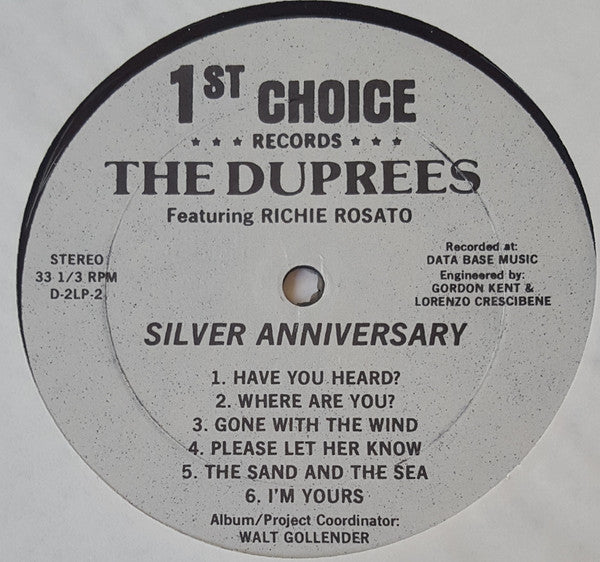 1ST CHOICE
★ ★ ★ RECORDS ★ ★ ★
THE DUPREES
Featuring RICHIE ROSATO
STEREO
33 1/3 RPM
D-2LP-2
Recorded at:
DATA BASE MUSIC
Engineered by:
GORDON KENT &
LORENZO CRESCIBENE
SILVER ANNIVERSARY
1. HAVE YOU HEARD?
2. WHERE ARE YOU?
3. GONE WITH THE WIND
4. PLEASE LET HER KNOW
5. THE SAND AND THE SEA
6. I'M YOURS
Album/Project Coordinator:
WALT GOLLENDER